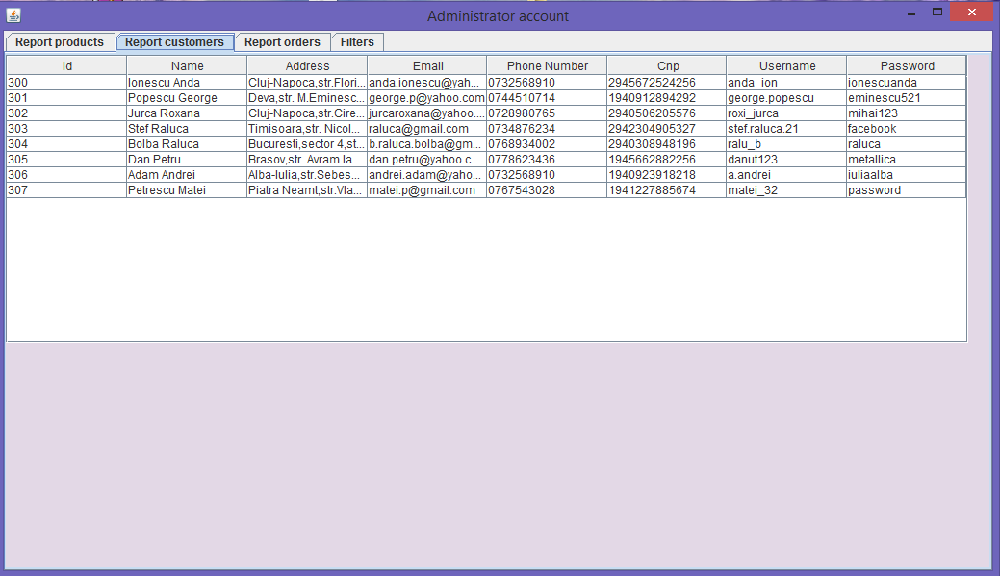 Administrator account
Report products Report customers Report orders Filters
Id Name Address Email Phone Number Cnp Username Password
300 Ionescu Anda Cluj-Napoca,str.Flori... anda.ionescu@yah... 0732568910 2945672524256 anda_ion ionescuanda
301 Popescu George Deva,str. M.Eminesc... george.p@yahoo.com 0744510714 1940912894292 george.popescu eminescu521
302 Jurca Roxana Cluj-Napoca,str.Cire... jurcaroxana@yahoo.... 0728980765 2940506205576 roxi_jurca mihai123
303 Stef Raluca Timisoara,str. Nicol... raluca@gmail.com 0734876234 2942304905327 stef.raluca.21 facebook
304 Bolba Raluca Bucuresti,sector 4,st... b.raluca.bolba@gm... 0768934002 2940308948196 ralu_b raluca
305 Dan Petru Brasov,str. Avram Ia... dan.petru@yahoo.c... 0778623436 1945662882256 danut123 metallica
306 Adam Andrei Alba-Iulia,str.Sebes... andrei.adam@yaho... 0732568910 1940923918218 a.andrei iuliaalba
307 Petrescu Matei Piatra Neamt,str.Vla... matei.p@gmail.com 0767543028 1941227885674 matei_32 password